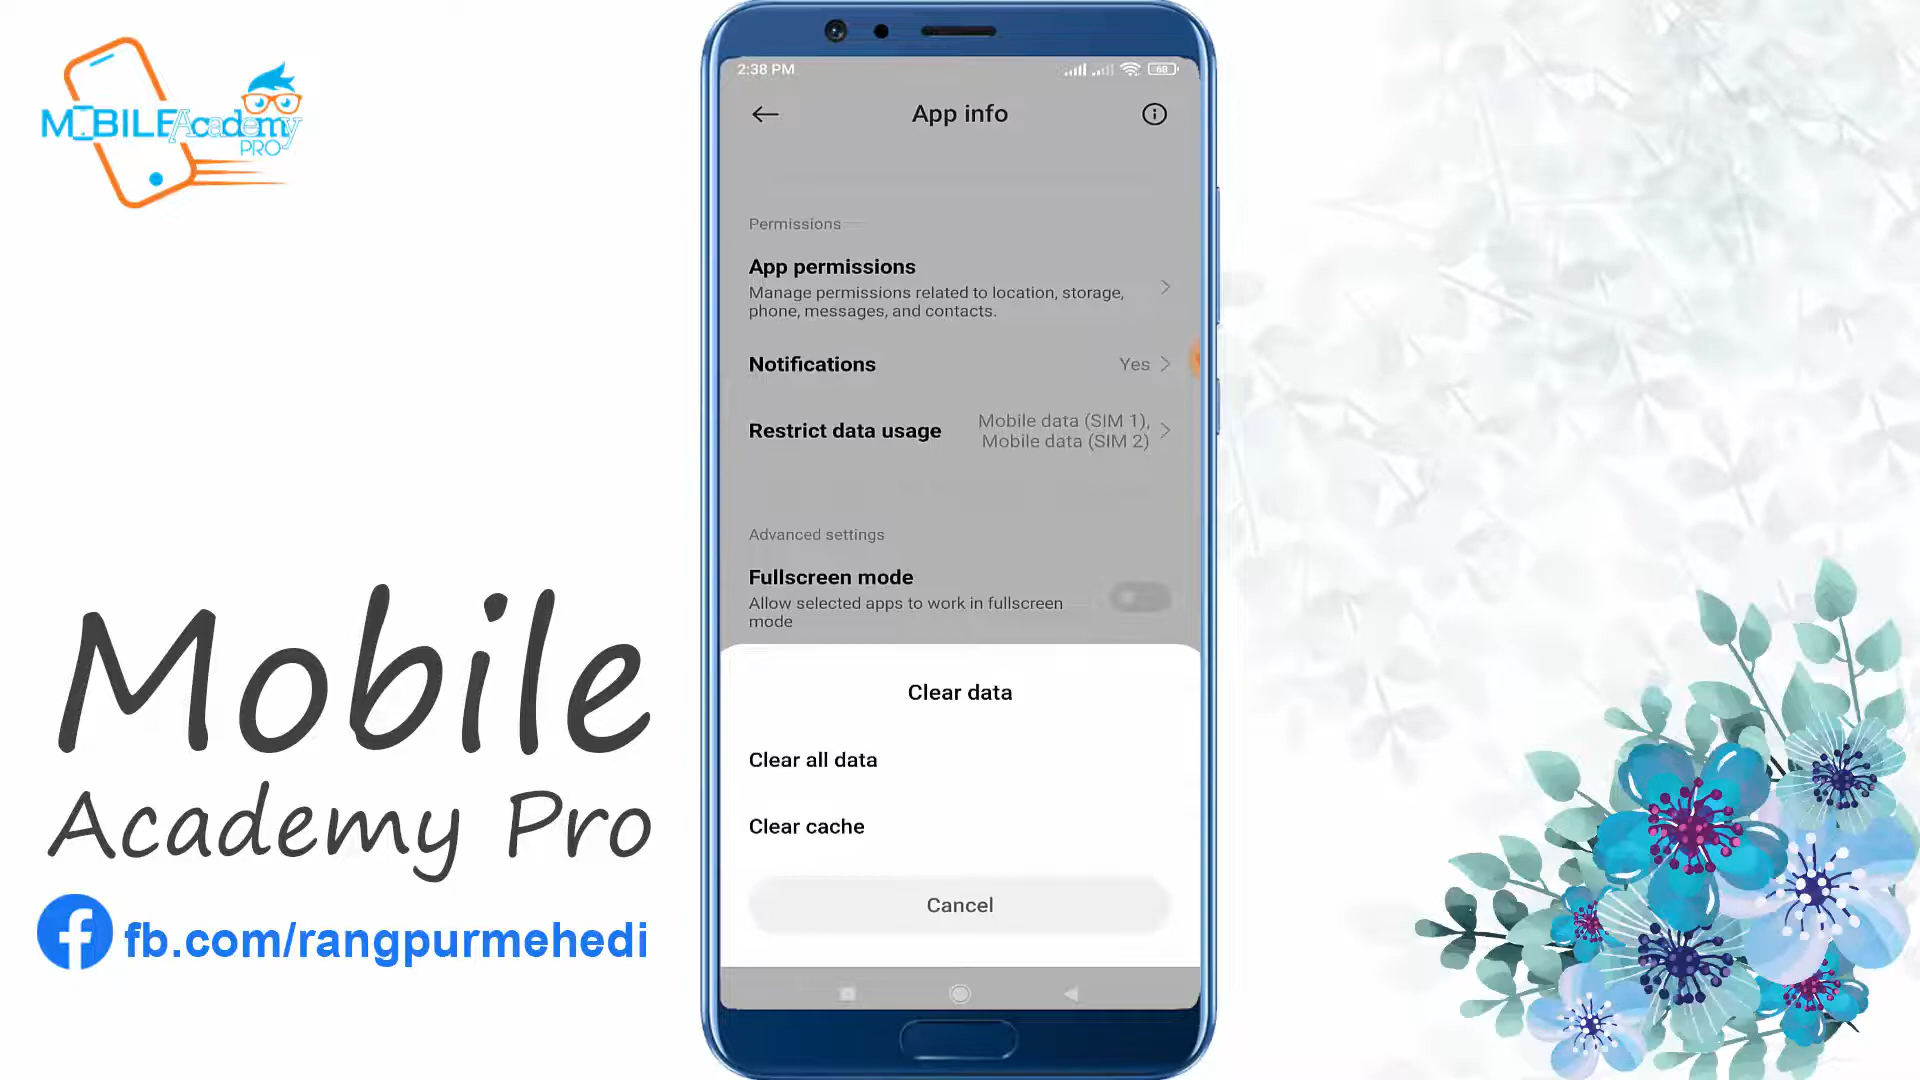 MOBILE Academy
PRO
2:38 PM
68
App info
Permissions
App permissions
Manage permissions related to location, storage,
phone, messages, and contacts.
Notifications
Yes
Restrict data usage
Mobile data (SIM 1),
Mobile data (SIM 2)
Advanced settings
Fullscreen mode
Allow selected apps to work in fullscreen
mode
Clear data
Clear all data
Clear cache
Cancel
Mobile
Academy Pro
fb.com/rangpurmehedi